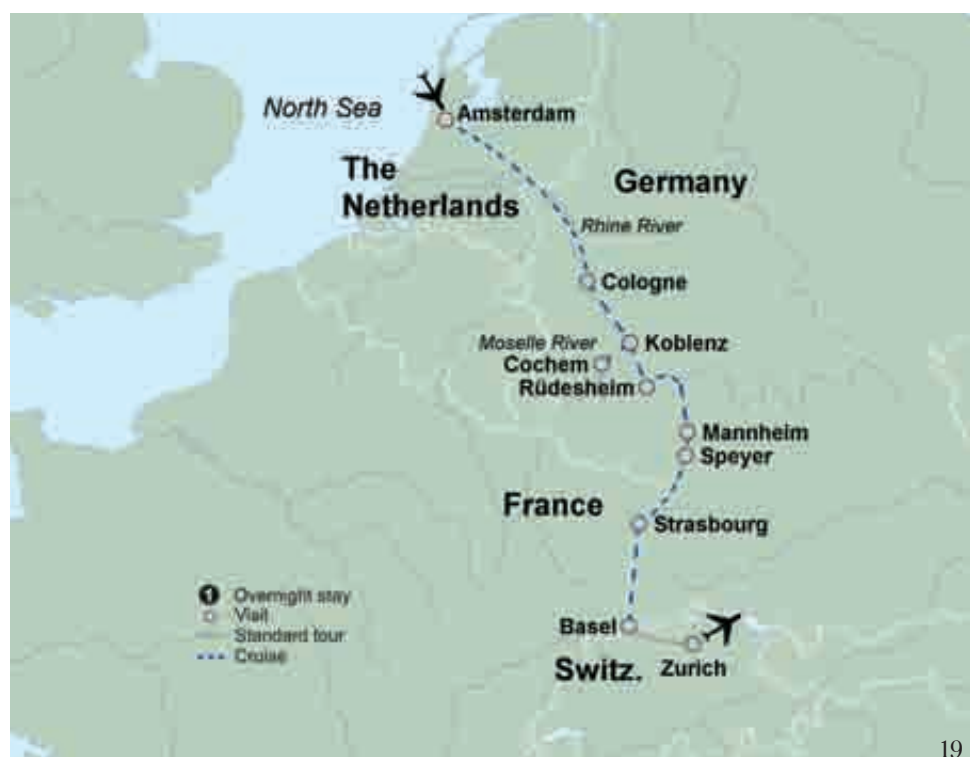 Amsterdam
North Sea
The
Netherlands
Germany
Rhine River
Cologne
Moselle River
Koblenz
Cochem
Rüdesheim
Mannheim
Speyer
France
Strasbourg
1 Overnight stay
Visit
Standard tour
Cruise
Basel
Switz.
Zurich
19